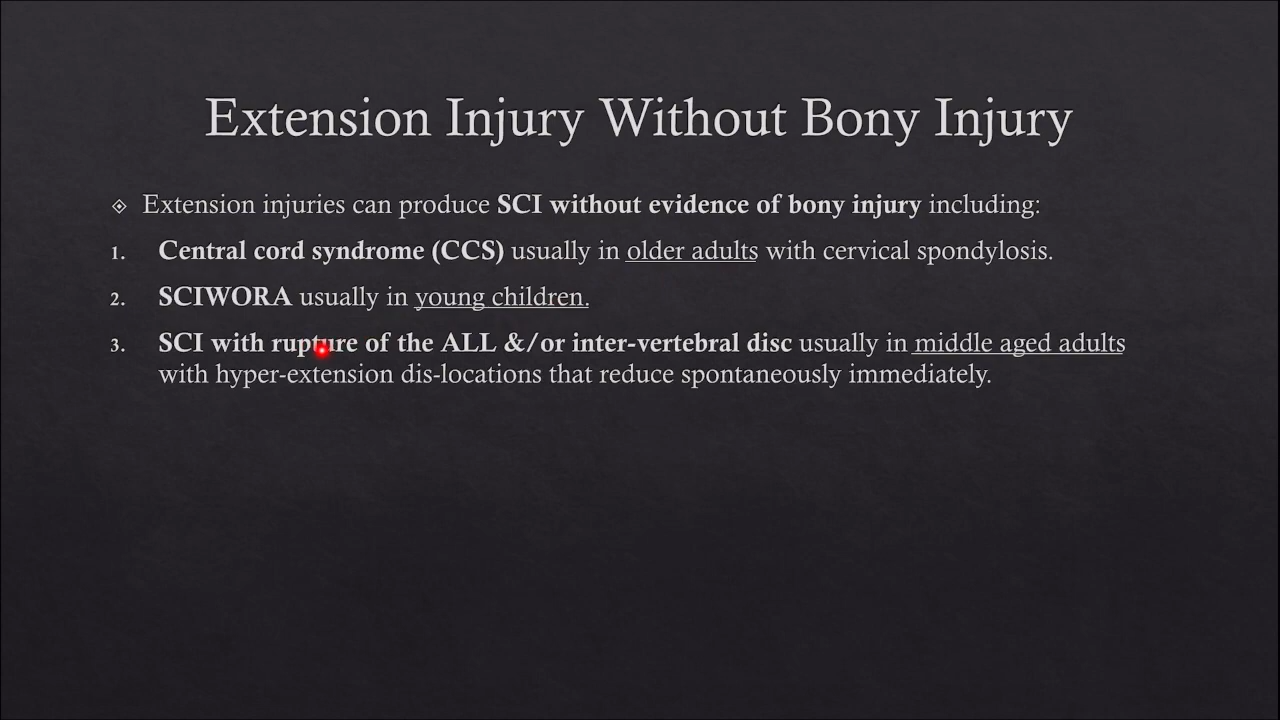 Extension Injury Without Bony Injury
Extension injuries can produce SCI without evidence of bony injury including:
1. Central cord syndrome (CCS) usually in older adults with cervical spondylosis.
2. SCIWORA usually in young children.
3. SCI with rupture of the ALL &/or inter-vertebral disc usually in middle aged adults
with hyper-extension dis-locations that reduce spontaneously immediately.